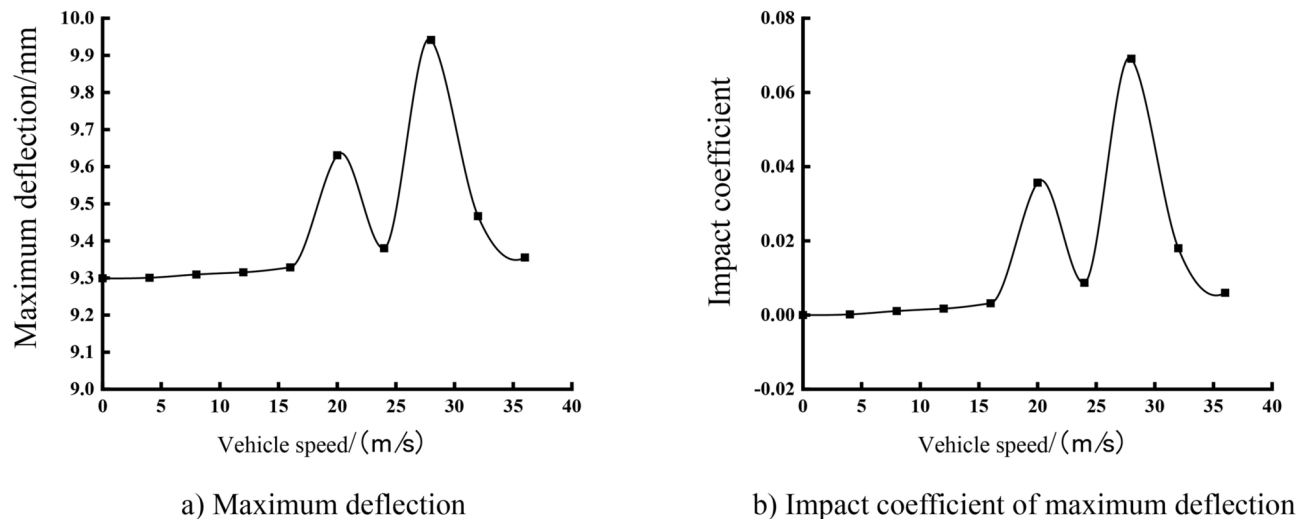 Maximum deflection/mm
10.0
9.9
9.8
9.7
9.6
9.5
9.4
9.3
9.2
9.1
9.0
0 5 10 15 20 25 30 35 40
Vehicle speed/(m/s)
a) Maximum deflection
Impact coefficient
0.08
0.06
0.04
0.02
0.00
-0.02
0 5 10 15 20 25 30 35 40
Vehicle speed/(m/s)
b) Impact coefficient of maximum deflection